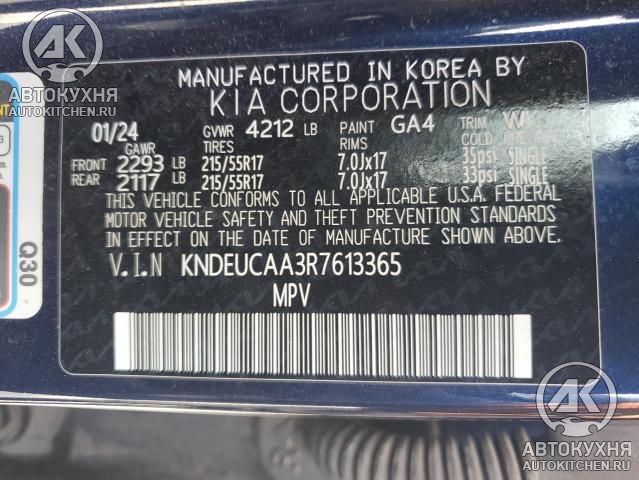 AK
АВТОКУХНЯ
AUTOKITCHEN.RU
Q30
MANUFACTURED IN KOREA BY
KIA CORPORATION
01/24 GVWR 4212 LB PAINT GA4 TRIM WK
GAWR TIRES RIMS COLD
FRONT 2293 LB 215/55R17 7.0Jx17 35psi SINGLE
REAR 2117 LB 215/55R17 7.0Jx17 33psi SINGLE
THIS VEHICLE CONFORMS TO ALL APPLICABLE U.S.A. FEDERAL
MOTOR VEHICLE SAFETY AND THEFT PREVENTION STANDARDS
IN EFFECT ON THE DATE OF MANUFACTURE SHOWN ABOVE.
V.I.N KNDEUCAA3R7613365
MPV
AK
АВТОКУХНЯ
AUTOKITCHEN.RU